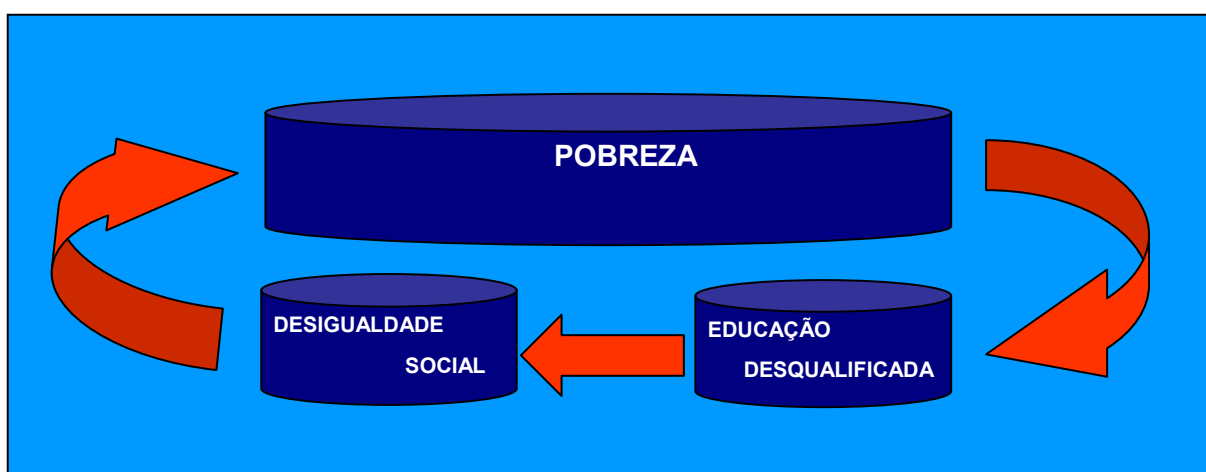 POBREZA
DESIGUALDADE
SOCIAL
EDUCAÇÃO
DESQUALIFICADA